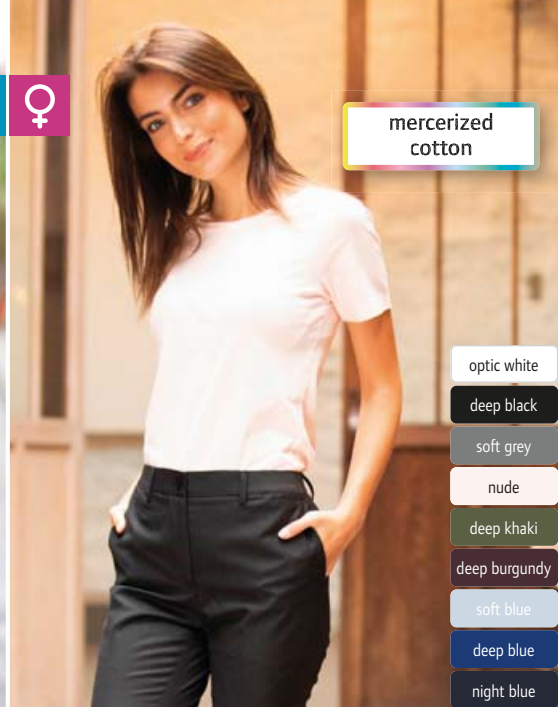 mercerized
cotton
optic white
deep black
soft grey
nude
deep khaki
deep burgundy
soft blue
deep blue
night blue